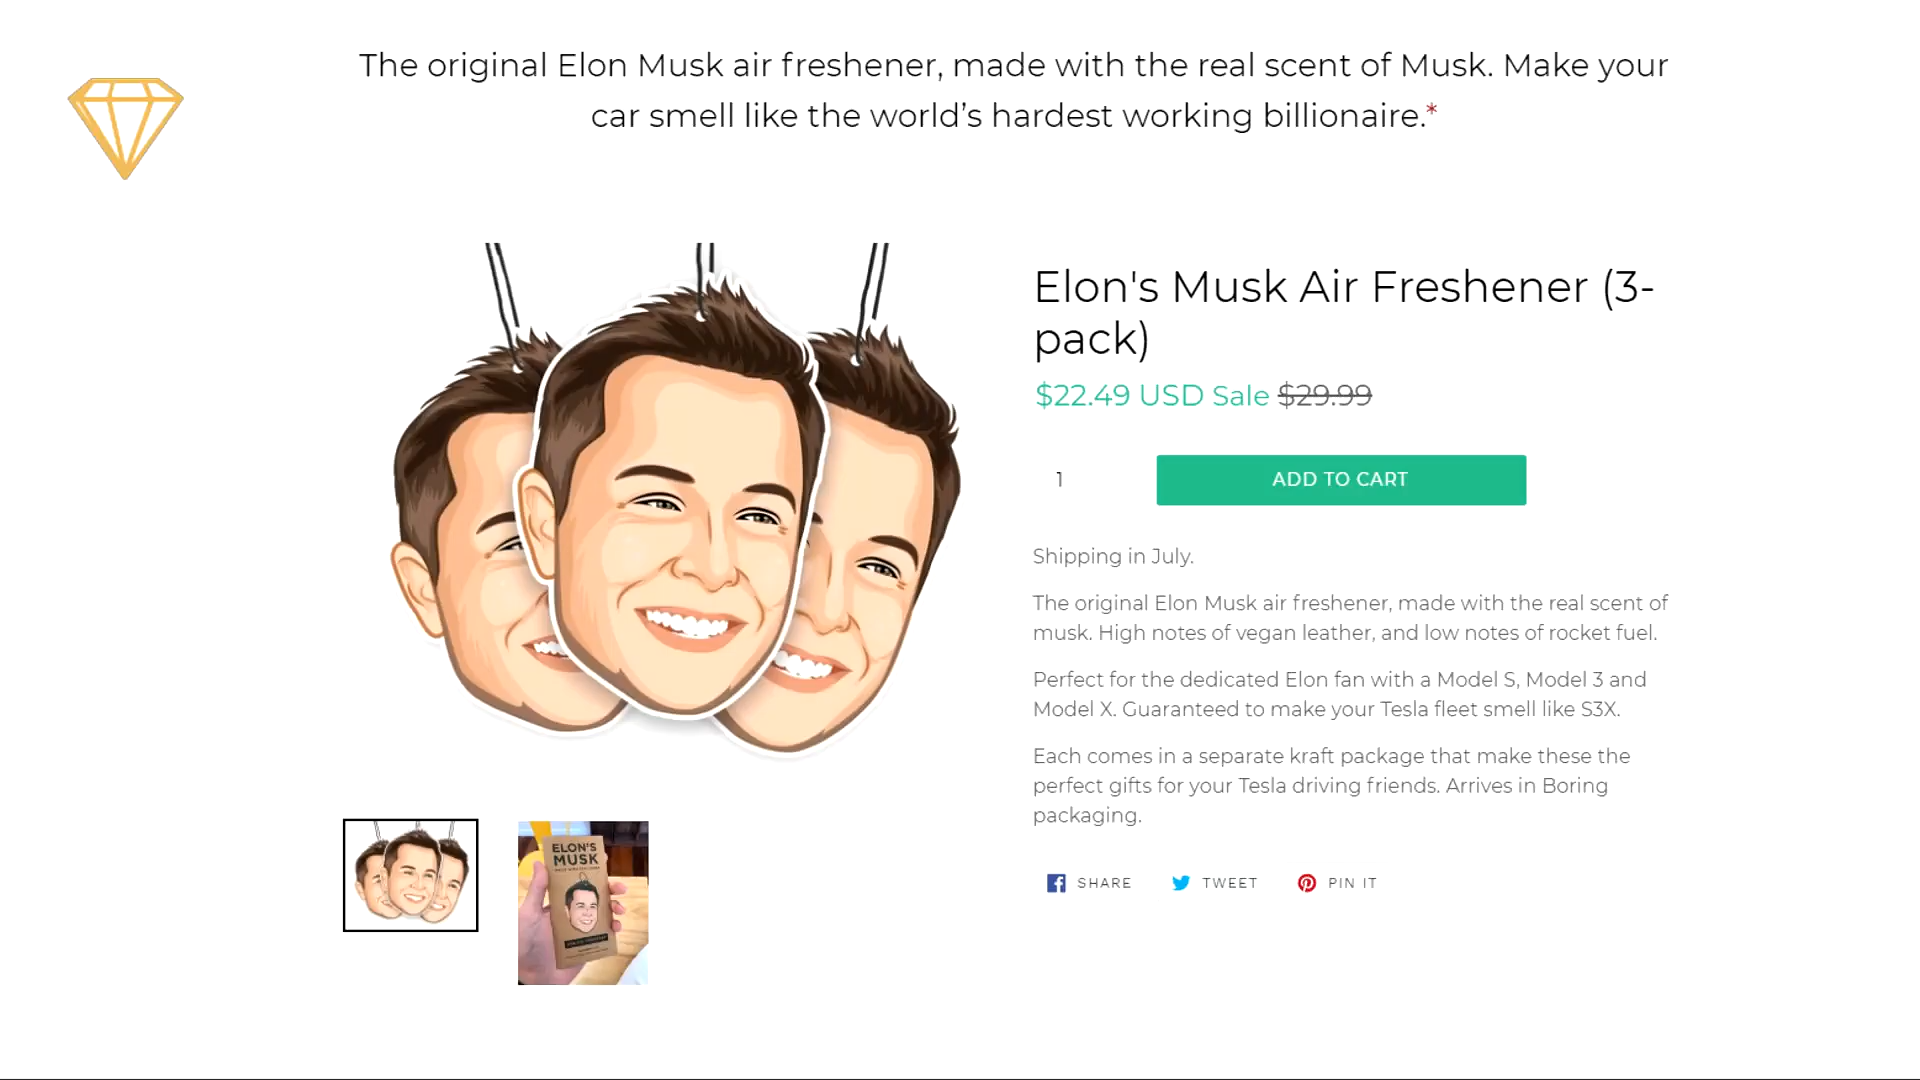 The original Elon Musk air freshener, made with the real scent of Musk. Make your
car smell like the world’s hardest working billionaire.*
Elon's Musk Air Freshener (3-
pack)
$22.49 USD Sale $29.99
1
ADD TO CART
Shipping in July.
The original Elon Musk air freshener, made with the real scent of
musk. High notes of vegan leather, and low notes of rocket fuel.
Perfect for the dedicated Elon fan with a Model S, Model 3 and
Model X. Guaranteed to make your Tesla fleet smell like S3X.
Each comes in a separate kraft package that make these the
perfect gifts for your Tesla driving friends. Arrives in Boring
packaging.
SHARE
TWEET
PIN IT
ELON'S
MUSK